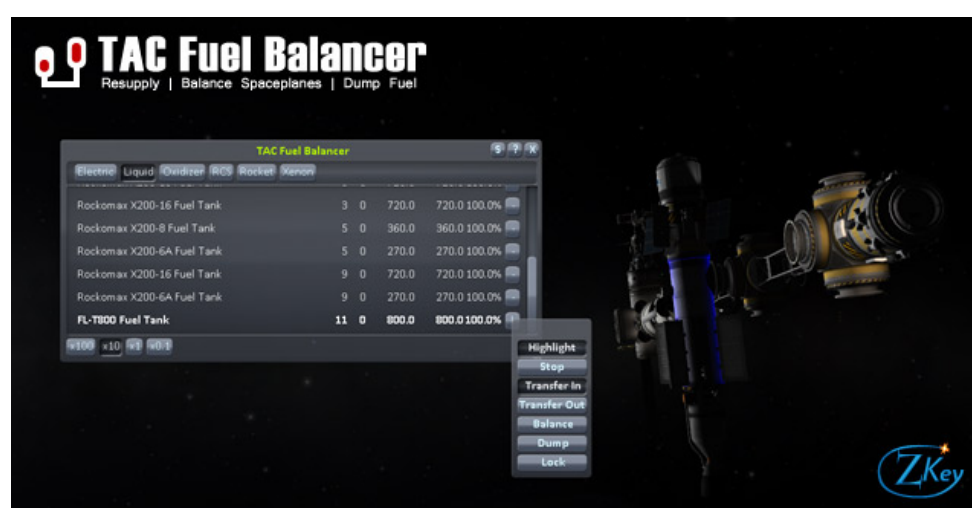 TAC Fuel Balancer
Resupply | Balance Spaceplanes | Dump Fuel
TAC Fuel Balancer S ? X
Electric Liquid Oxidizer RCS Rocket Xenon
Rockomax X200-16 Fuel Tank 3 0 720.0 720.0 100.0%
Rockomax X200-8 Fuel Tank 5 0 360.0 360.0 100.0%
Rockomax X200-6A Fuel Tank 5 0 270.0 270.0 100.0%
Rockomax X200-16 Fuel Tank 9 0 720.0 720.0 100.0%
Rockomax X200-6A Fuel Tank 9 0 270.0 270.0 100.0%
FL-T800 Fuel Tank 11 0 800.0 800.0 100.0%
x100 x10 x1 x0.1
Highlight
Stop
Transfer In
Transfer Out
Balance
Dump
Lock
ZKey